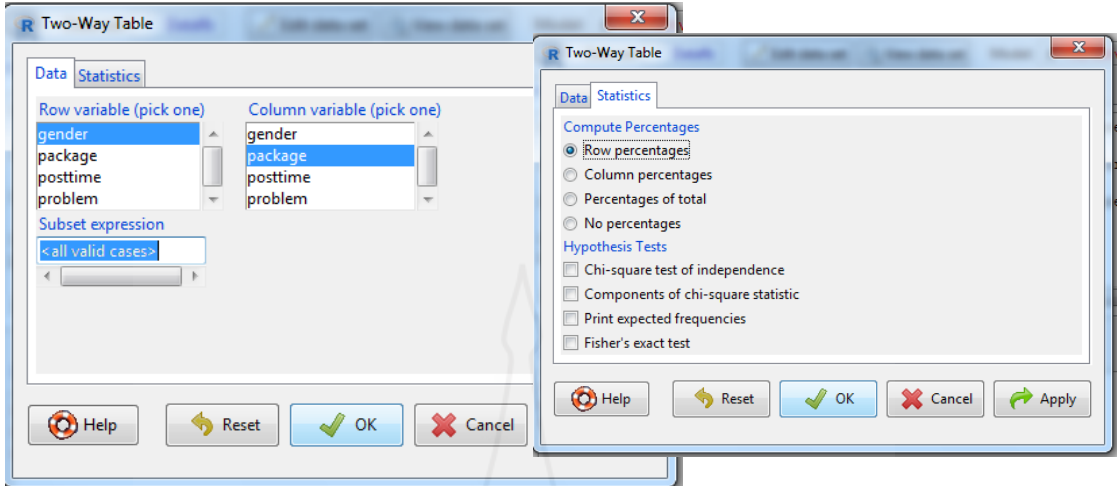 R Two-Way Table
Data Statistics
Row variable (pick one) Column variable (pick one)
gender gender
package package
posttime posttime
problem problem
Subset expression
<all valid cases>
Help Reset OK Cancel
R Two-Way Table
Data Statistics
Compute Percentages
Row percentages
Column percentages
Percentages of total
No percentages
Hypothesis Tests
Chi-square test of independence
Components of chi-square statistic
Print expected frequencies
Fisher's exact test
Help Reset OK Cancel Apply